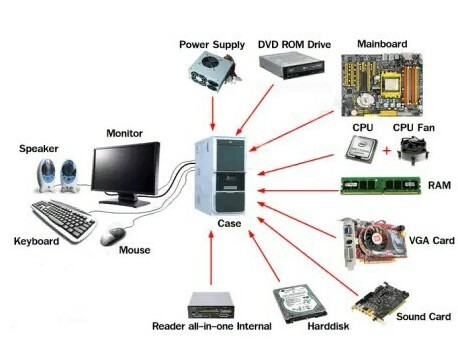 Power Supply
DVD ROM Drive
Mainboard
CPU
CPU Fan
+
Speaker
Monitor
RAM
Keyboard
Mouse
Case
VGA Card
Reader all-in-one Internal
Harddisk
Sound Card